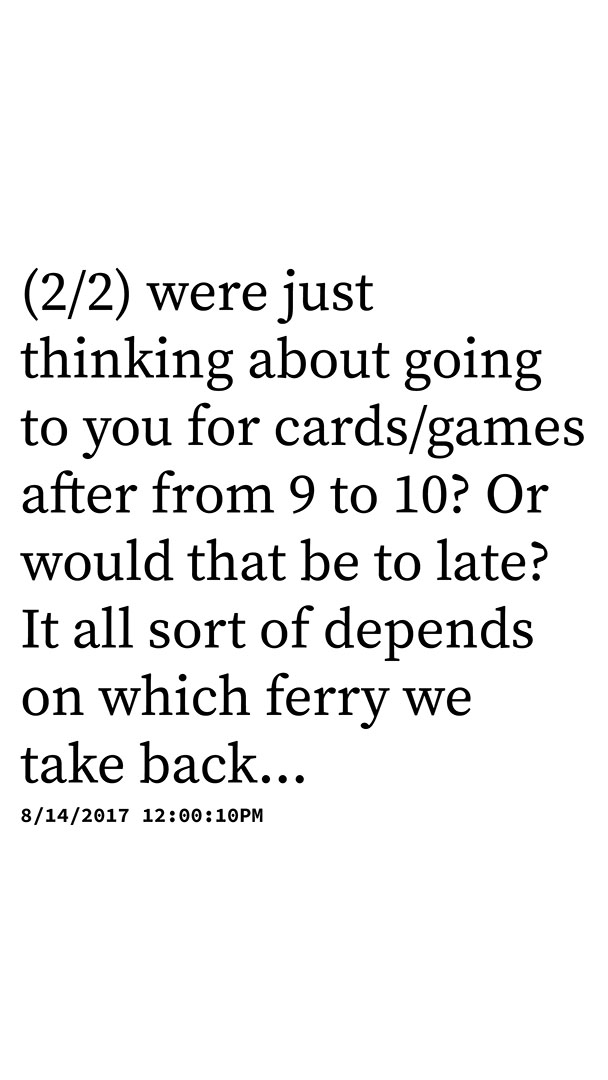 (2/2) were just
thinking about going
to you for cards/games
after from 9 to 10? Or
would that be to late?
It all sort of depends
on which ferry we
take back...
8/14/2017 12:00:10PM